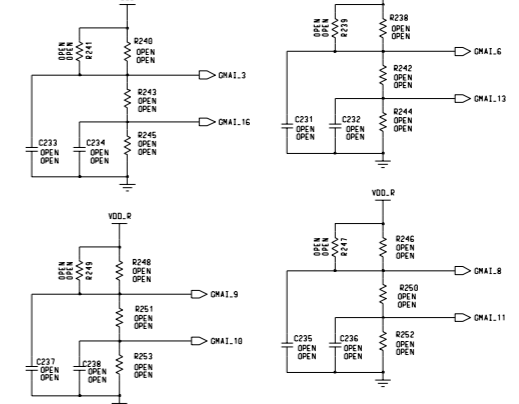 OPEN
OPEN
R241
R240
OPEN
OPEN
GMAI_3
R243
OPEN
OPEN
GMAI_16
C233
OPEN
OPEN
C234
OPEN
OPEN
R245
OPEN
OPEN
OPEN
OPEN
R239
R238
OPEN
OPEN
GMAI_6
R242
OPEN
OPEN
GMAI_13
C231
OPEN
OPEN
C232
OPEN
OPEN
R244
OPEN
OPEN
VDD_R
OPEN
OPEN
R249
R248
OPEN
OPEN
GMAI_9
R251
OPEN
OPEN
GMAI_10
C237
OPEN
OPEN
C238
OPEN
OPEN
R253
OPEN
OPEN
VDD_R
OPEN
OPEN
R247
R246
OPEN
OPEN
GMAI_8
R250
OPEN
OPEN
GMAI_11
C235
OPEN
OPEN
C236
OPEN
OPEN
R252
OPEN
OPEN